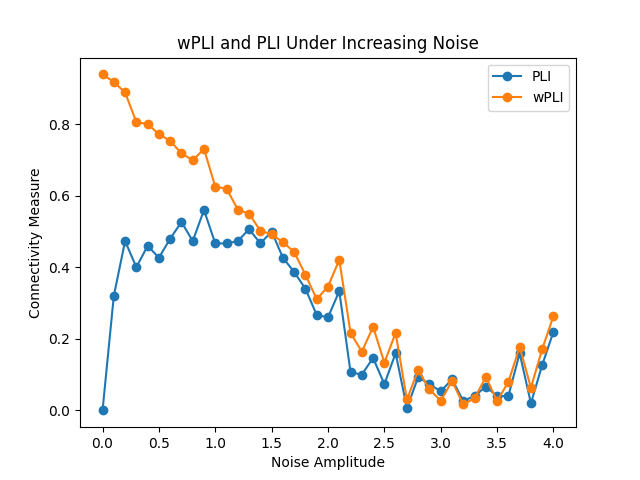 wPLI and PLI Under Increasing Noise
PLI
wPLI
Connectivity Measure
0.8
0.6
0.4
0.2
0.0
0.0 0.5 1.0 1.5 2.0 2.5 3.0 3.5 4.0
Noise Amplitude